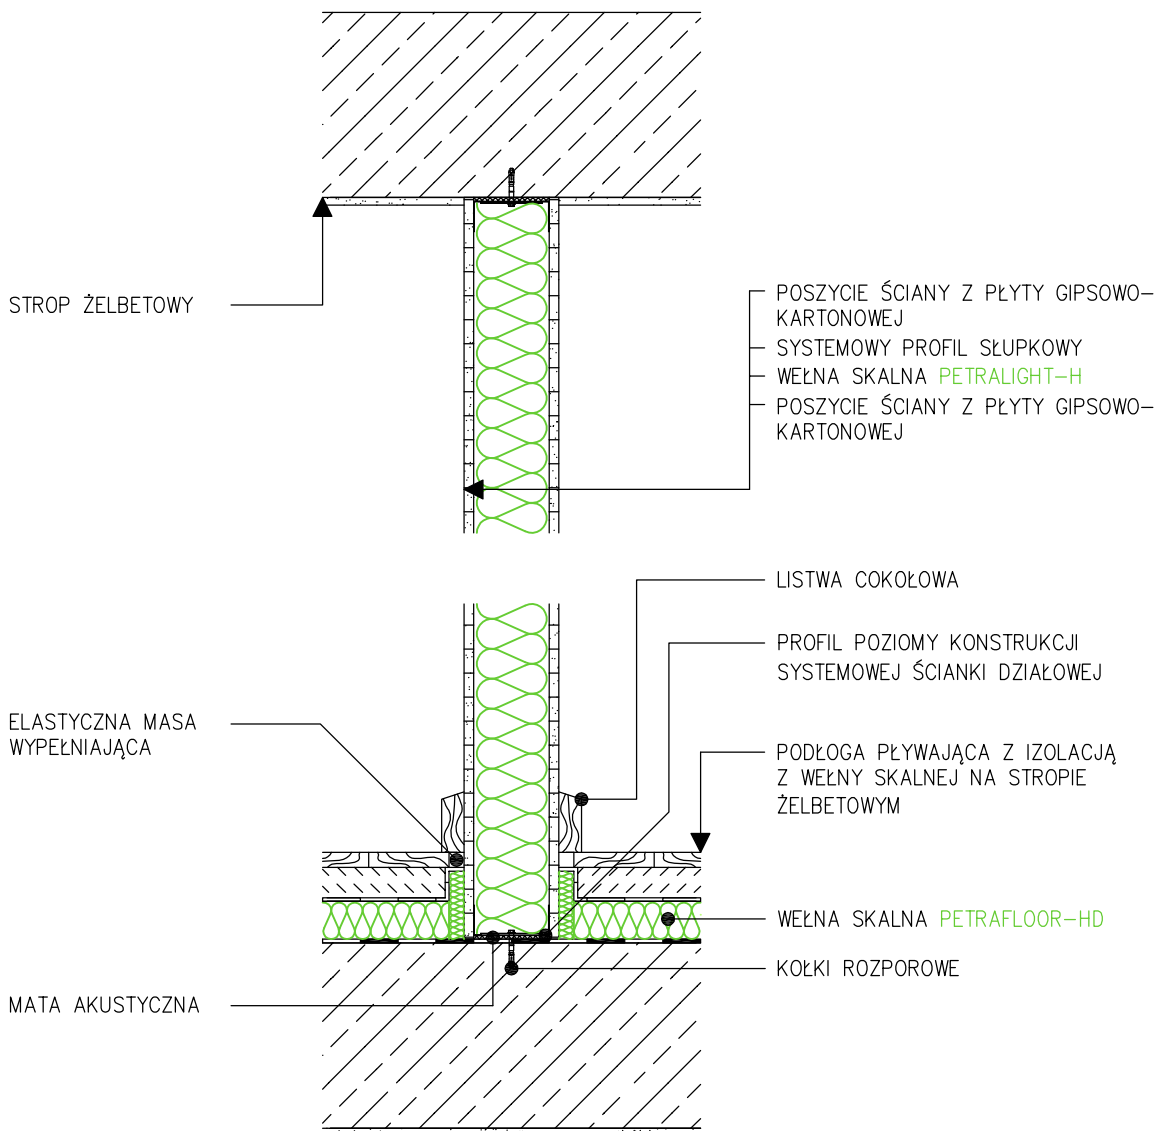 STROP ŻELBETOWY
POSZYCIE ŚCIANY Z PŁYTY GIPSOWO-
KARTONOWEJ
SYSTEMOWY PROFIL SŁUPKOWY
WEŁNA SKALNA PETRALIGHT-H
POSZYCIE ŚCIANY Z PŁYTY GIPSOWO-
KARTONOWEJ
LISTWA COKOŁOWA
PROFIL POZIOMY KONSTRUKCJI
SYSTEMOWEJ ŚCIANKI DZIAŁOWEJ
ELASTYCZNA MASA
WYPEŁNIAJĄCA
PODŁOGA PŁYWAJĄCA Z IZOLACJĄ
Z WEŁNY SKALNEJ NA STROPIE
ŻELBETOWYM
WEŁNA SKALNA PETRAFLOOR-HD
KOŁKI ROZPOROWE
MATA AKUSTYCZNA